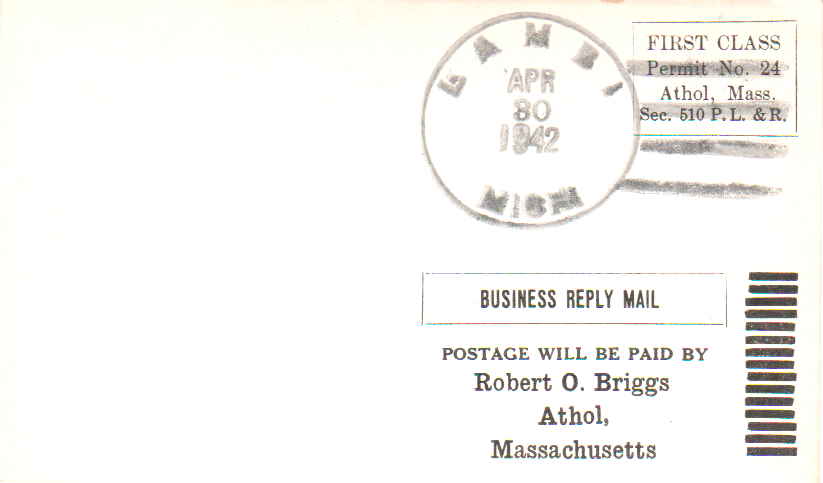 APR
30
1942
MICH
FIRST CLASS
Permit No. 24
Athol, Mass.
Sec. 510 P. L. & R.
BUSINESS REPLY MAIL
POSTAGE WILL BE PAID BY
Robert O. Briggs
Athol,
Massachusetts